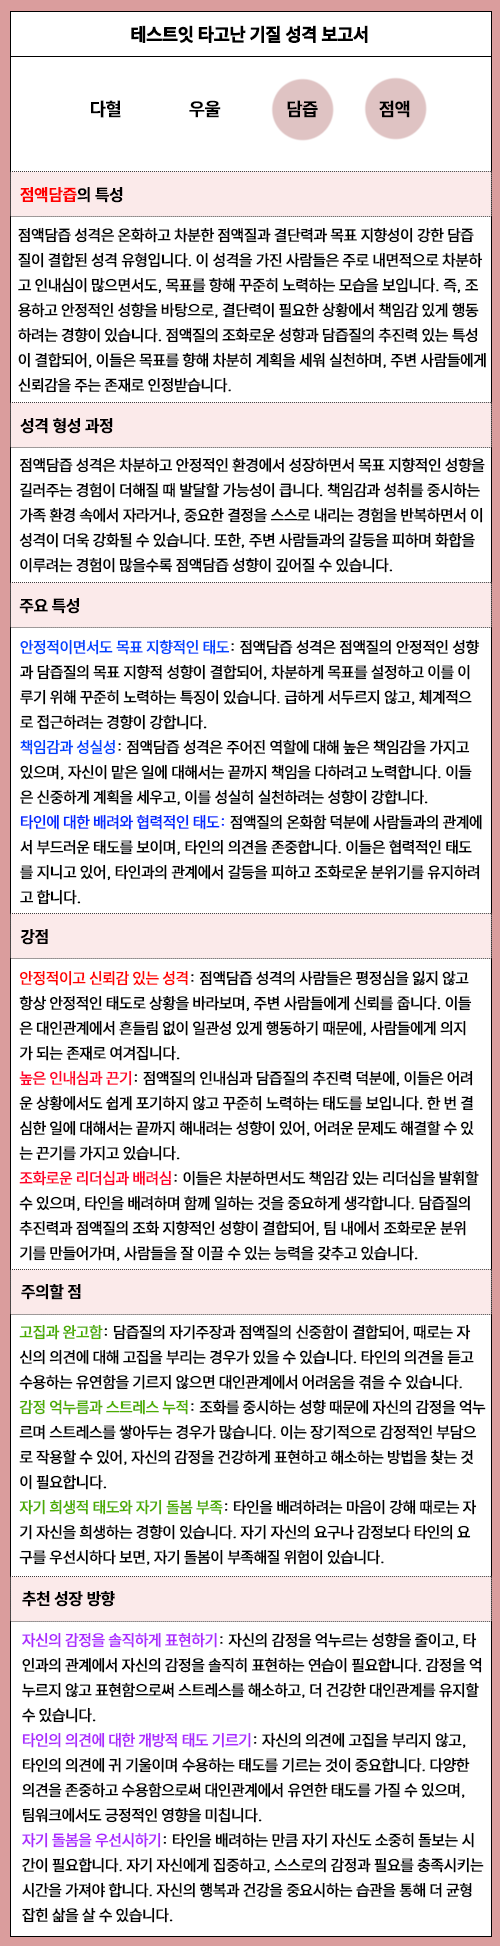 테스트잇 타고난 기질 성격 보고서
다혈 우울 담즙 점액
점액담즙의 특성
점액담즙 성격은 온화하고 차분한 점액질과 결단력과 목표 지향성이 강한 담즙
질이 결합된 성격 유형입니다. 이 성격을 가진 사람들은 주로 내면적으로 차분하
고 인내심이 많으면서도, 목표를 향해 꾸준히 노력하는 모습을 보입니다. 즉, 조
용하고 안정적인 성향을 바탕으로, 결단력이 필요한 상황에서 책임감 있게 행동
하려는 경향이 있습니다. 점액질의 조화로운 성향과 담즙질의 추진력 있는 특성
이 결합되어, 이들은 목표를 향해 차분히 계획을 세워 실천하며, 주변 사람들에게
신뢰감을 주는 존재로 인정받습니다.
성격 형성 과정
점액담즙 성격은 차분하고 안정적인 환경에서 성장하면서 목표 지향적인 성향을
길러주는 경험이 더해질 때 발달할 가능성이 큽니다. 책임감과 성취를 중시하는
가족 환경 속에서 자라거나, 중요한 결정을 스스로 내리는 경험을 반복하면서 이
성격이 더욱 강화될 수 있습니다. 또한, 주변 사람들과의 갈등을 피하며 화합을
이루려는 경험이 많을수록 점액담즙 성향이 깊어질 수 있습니다.
주요 특성
안정적이면서도 목표 지향적인 태도: 점액담즙 성격은 점액질의 안정적인 성향
과 담즙질의 목표 지향적 성향이 결합되어, 차분하게 목표를 설정하고 이를 이
루기 위해 꾸준히 노력하는 특징이 있습니다. 급하게 서두르지 않고, 체계적으
로 접근하려는 경향이 강합니다.
책임감과 성실성: 점액담즙 성격은 주어진 역할에 대해 높은 책임감을 가지고
있으며, 자신이 맡은 일에 대해서는 끝까지 책임을 다하려고 노력합니다. 이들
은 신중하게 계획을 세우고, 이를 성실히 실천하려는 성향이 강합니다.
타인에 대한 배려와 협력적인 태도: 점액질의 온화함 덕분에 사람들과의 관계에
서 부드러운 태도를 보이며, 타인의 의견을 존중합니다. 이들은 협력적인 태도
를 지니고 있어, 타인과의 관계에서 갈등을 피하고 조화로운 분위기를 유지하려
고 합니다.
강점
안정적이고 신뢰감 있는 성격: 점액담즙 성격의 사람들은 평정심을 잃지 않고
항상 안정적인 태도로 상황을 바라보며, 주변 사람들에게 신뢰를 줍니다. 이들
은 대인관계에서 흔들림 없이 일관성 있게 행동하기 때문에, 사람들에게 의지
가 되는 존재로 여겨집니다.
높은 인내심과 끈기: 점액질의 인내심과 담즙질의 추진력 덕분에, 이들은 어려
운 상황에서도 쉽게 포기하지 않고 꾸준히 노력하는 태도를 보입니다. 한 번 결
심한 일에 대해서는 끝까지 해내려는 성향이 있어, 어려운 문제도 해결할 수 있
는 끈기를 가지고 있습니다.
조화로운 리더십과 배려심: 이들은 차분하면서도 책임감 있는 리더십을 발휘할
수 있으며, 타인을 배려하며 함께 일하는 것을 중요하게 생각합니다. 담즙질의
추진력과 점액질의 조화 지향적인 성향이 결합되어, 팀 내에서 조화로운 분위
기를 만들어가며, 사람들을 잘 이끌 수 있는 능력을 갖추고 있습니다.
주의할 점
고집과 완고함: 담즙질의 자기주장과 점액질의 신중함이 결합되어, 때로는 자
신의 의견에 대해 고집을 부리는 경우가 있을 수 있습니다. 타인의 의견을 듣고
수용하는 유연함을 기르지 않으면 대인관계에서 어려움을 겪을 수 있습니다.
감정 억누름과 스트레스 누적: 조화를 중시하는 성향 때문에 자신의 감정을 억누
르며 스트레스를 쌓아두는 경우가 많습니다. 이는 장기적으로 감정적인 부담으
로 작용할 수 있어, 자신의 감정을 건강하게 표현하고 해소하는 방법을 찾는 것
이 필요합니다.
자기 희생적 태도와 자기 돌봄 부족: 타인을 배려하려는 마음이 강해 때로는 자
기 자신을 희생하는 경향이 있습니다. 자기 자신의 요구나 감정보다 타인의 요
구를 우선시하다 보면, 자기 돌봄이 부족해질 위험이 있습니다.
추천 성장 방향
자신의 감정을 솔직하게 표현하기: 자신의 감정을 억누르는 성향을 줄이고, 타
인과의 관계에서 자신의 감정을 솔직히 표현하는 연습이 필요합니다. 감정을 억
누르지 않고 표현함으로써 스트레스를 해소하고, 더 건강한 대인관계를 유지할
수 있습니다.
타인의 의견에 대한 개방적 태도 기르기: 자신의 의견에 고집을 부리지 않고,
타인의 의견에 귀 기울이며 수용하는 태도를 기르는 것이 중요합니다. 다양한
의견을 존중하고 수용함으로써 대인관계에서 유연한 태도를 가질 수 있으며,
팀워크에서도 긍정적인 영향을 미칩니다.
자기 돌봄을 우선시하기: 타인을 배려하는 만큼 자기 자신도 소중히 돌보는 시
간이 필요합니다. 자기 자신에게 집중하고, 스스로의 감정과 필요를 충족시키는
시간을 가져야 합니다. 자신의 행복과 건강을 중요시하는 습관을 통해 더 균형
잡힌 삶을 살 수 있습니다.